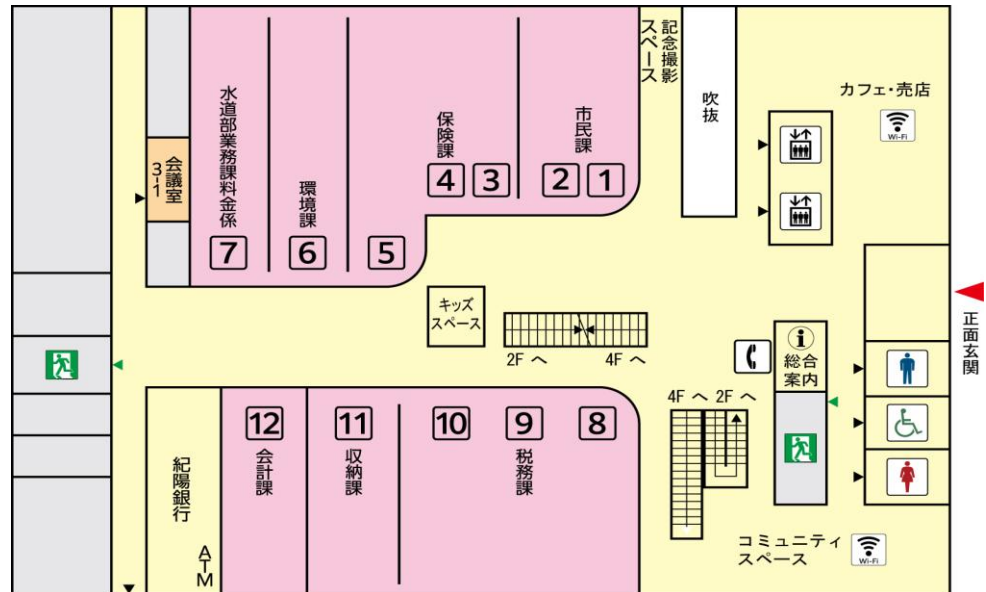 記念撮影
スペース
吹抜
カフェ・売店
Wi-Fi
水道部業務課料金係
7
環境課
6
5
保険課
4
3
市民課
2
1
会議室
3-1
キッズ
スペース
2F へ
4F へ
総合
案内
正面玄関
4F へ
2F へ
紀陽銀行
ATM
12
会計課
11
収納課
10
9
税務課
8
コミュニティ
スペース
Wi-Fi